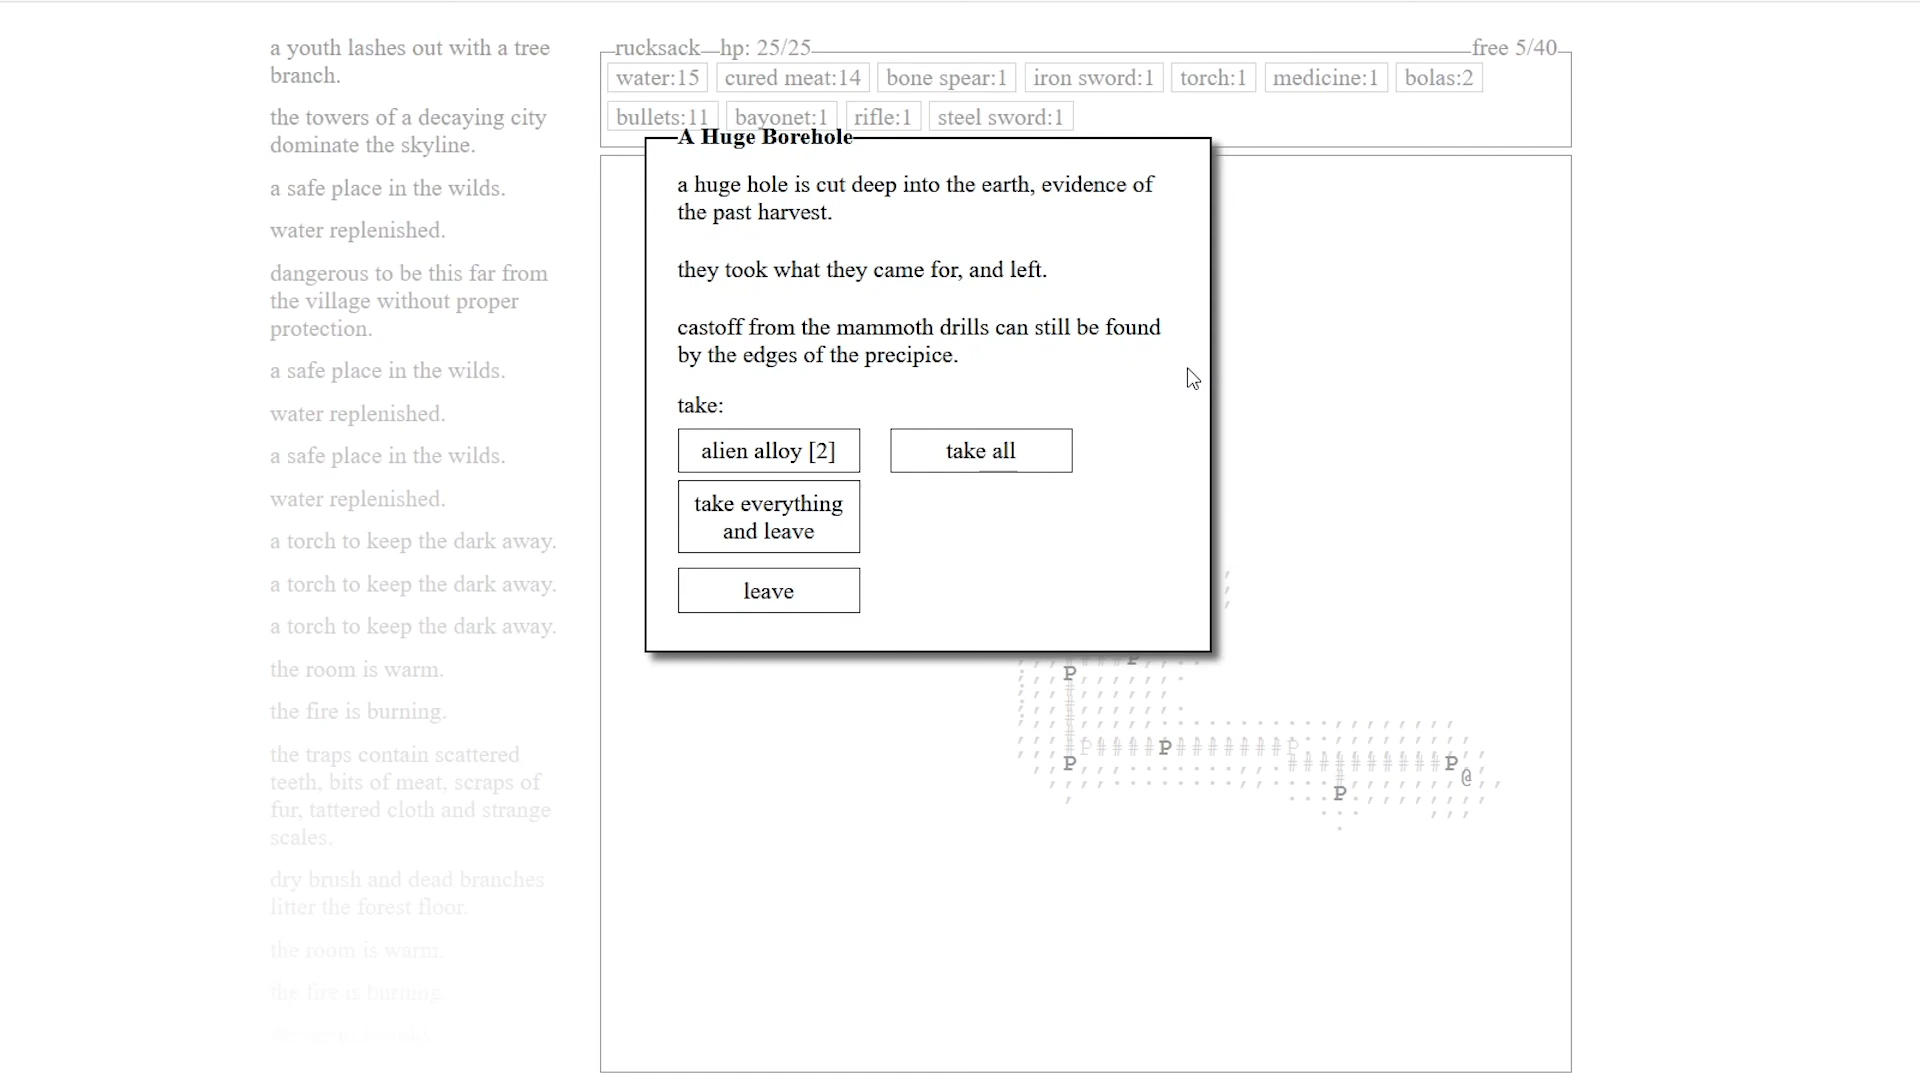 a youth lashes out with a tree
branch.
the towers of a decaying city
dominate the skyline.
a safe place in the wilds.
water replenished.
dangerous to be this far from
the village without proper
protection.
a safe place in the wilds.
water replenished.
a safe place in the wilds.
water replenished.
a torch to keep the dark away.
a torch to keep the dark away.
a torch to keep the dark away.
the room is warm.
the fire is burning.
the traps contain scattered
teeth, bits of meat, scraps of
fur, tattered cloth and strange
scales.
dry brush and dead branches
litter the forest floor.
the room is warm.
the fire is burning.
rucksack hp: 25/25 free 5/40
water:15 cured meat:14 bone spear:1 iron sword:1 torch:1 medicine:1 bolas:2
bullets:11 bayonet:1 rifle:1 steel sword:1
A Huge Borehole
a huge hole is cut deep into the earth, evidence of
the past harvest.
they took what they came for, and left.
castoff from the mammoth drills can still be found
by the edges of the precipice.
take:
alien alloy [2] take all
take everything
and leave
leave